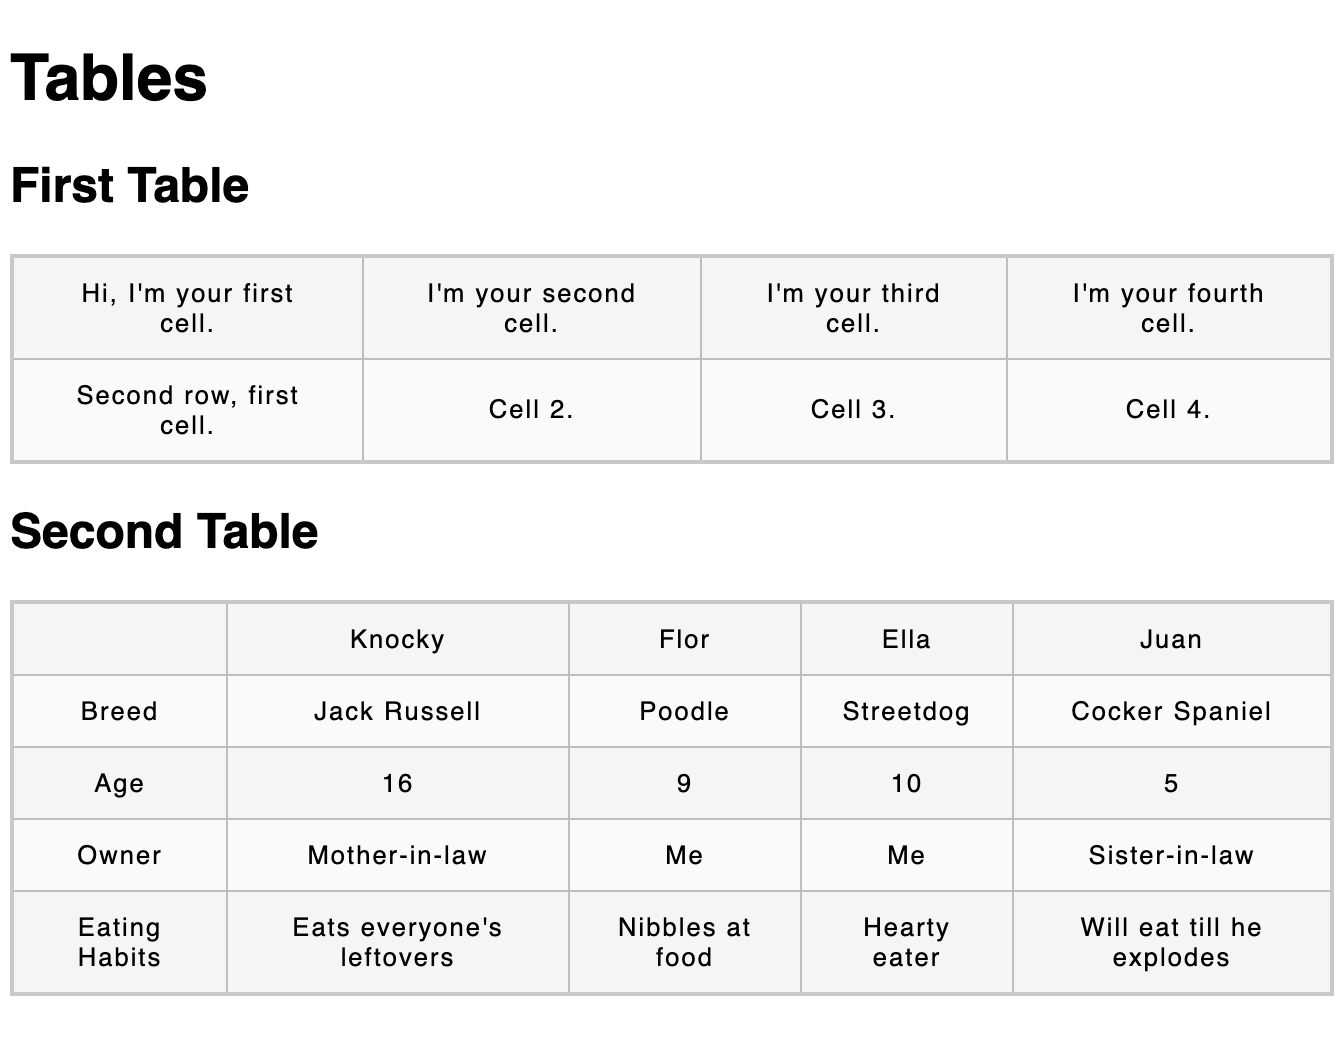 Tables
First Table
Hi, I'm your first cell. I'm your second cell. I'm your third cell. I'm your fourth cell.
Second row, first cell. Cell 2. Cell 3. Cell 4.
Second Table
Knocky Flor Ella Juan
Breed Jack Russell Poodle Streetdog Cocker Spaniel
Age 16 9 10 5
Owner Mother-in-law Me Me Sister-in-law
Eating Habits Eats everyone's leftovers Nibbles at food Hearty eater Will eat till he explodes